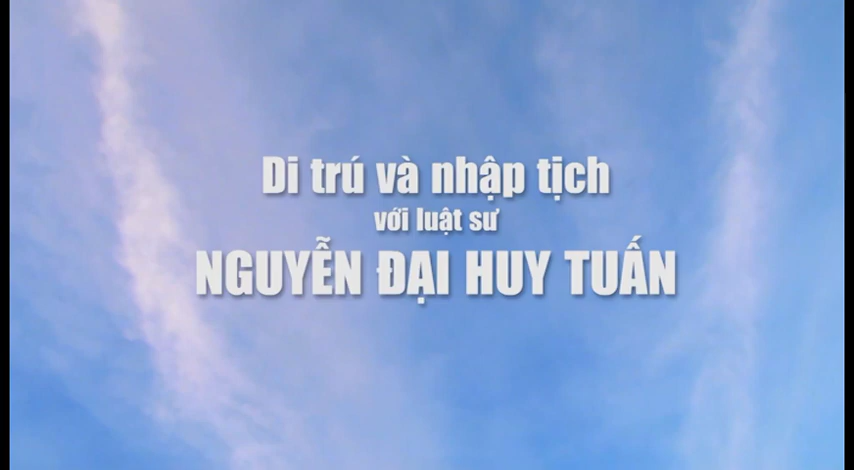 Di trú và nhập tịch
với luật sư
NGUYỄN ĐẠI HUY TUẤN